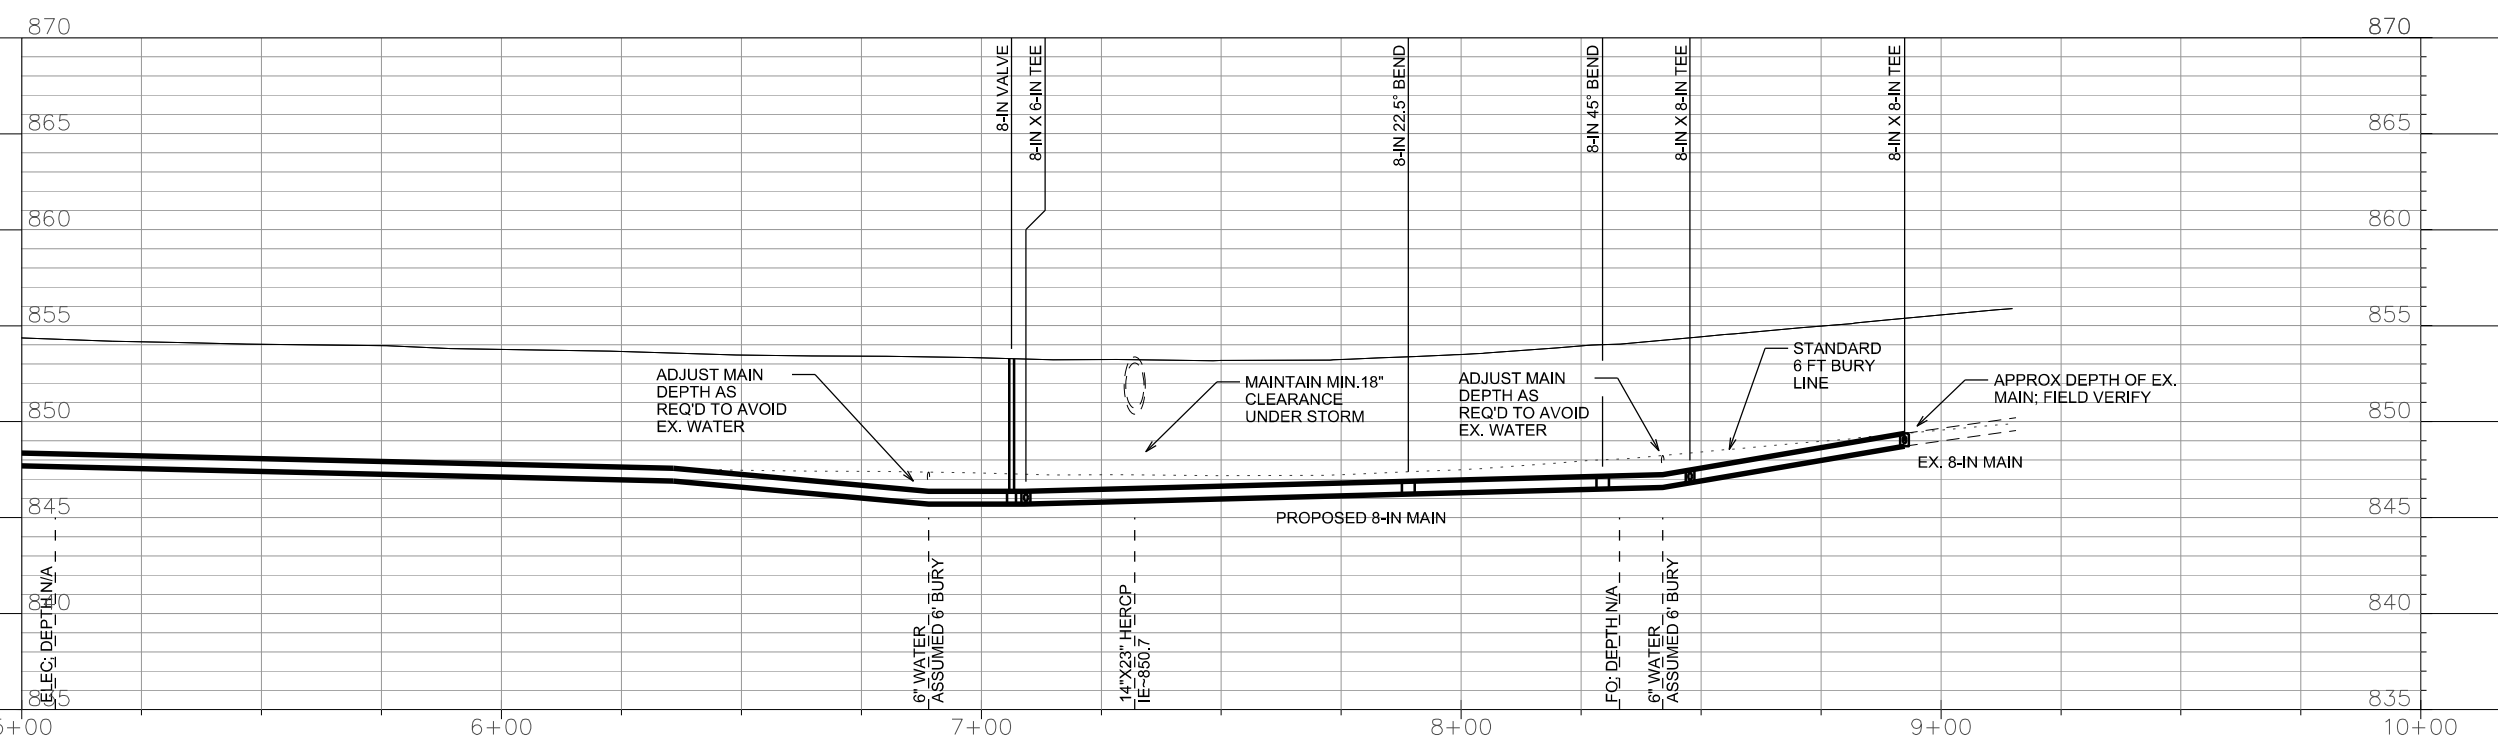 870
870
865
865
860
860
855
855
850
850
845
845
840
840
835
835
8-IN VALVE
8-IN X 6-IN TEE
8-IN 22.5° BEND
8-IN 45° BEND
8-IN X 8-IN TEE
8-IN X 8-IN TEE
ADJUST MAIN
DEPTH AS
REQ'D TO AVOID
EX. WATER
MAINTAIN MIN.18"
CLEARANCE
UNDER STORM
ADJUST MAIN
DEPTH AS
REQ'D TO AVOID
EX. WATER
STANDARD
6 FT BURY
LINE
APPROX DEPTH OF EX.
MAIN; FIELD VERIFY
EX. 8-IN MAIN
PROPOSED 8-IN MAIN
ELEC; DEPTH N/A
6" WATER
ASSUMED 6' BURY
14"X23" HERCP
IE~850.7
FO; DEPTH N/A
6" WATER
ASSUMED 6' BURY
5+00
6+00
7+00
8+00
9+00
10+00